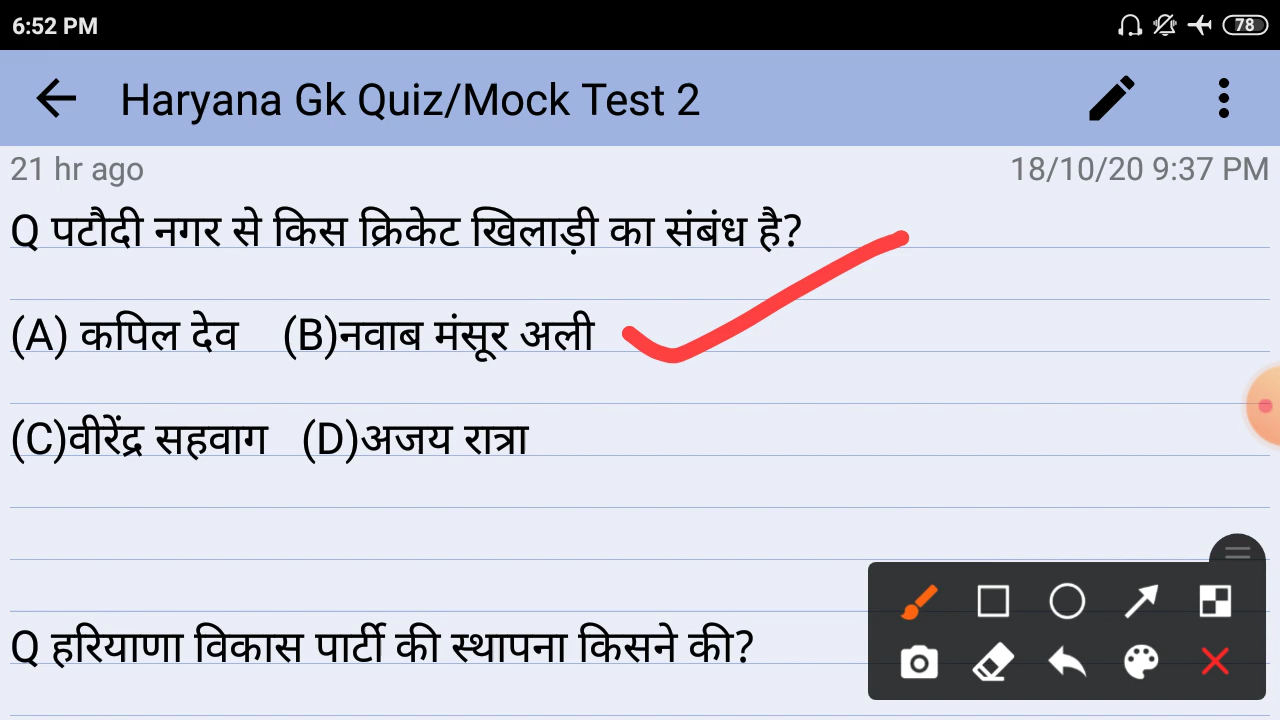 6:52 PM 78
Haryana Gk Quiz/Mock Test 2
21 hr ago 18/10/20 9:37 PM
Q पटौदी नगर से किस क्रिकेट खिलाड़ी का संबंध है?
(A) कपिल देव (B)नवाब मंसूर अली
(C)वीरेंद्र सहवाग (D)अजय रात्रा
Q हरियाणा विकास पार्टी की स्थापना किसने की?